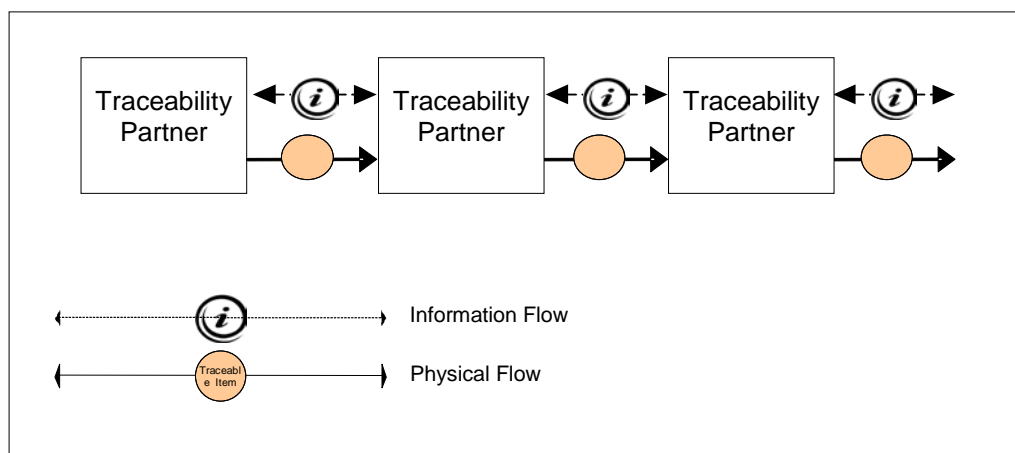 Traceability
Partner
i
Traceability
Partner
i
Traceability
Partner
i
i
Information Flow
Traceabl
e Item
Physical Flow